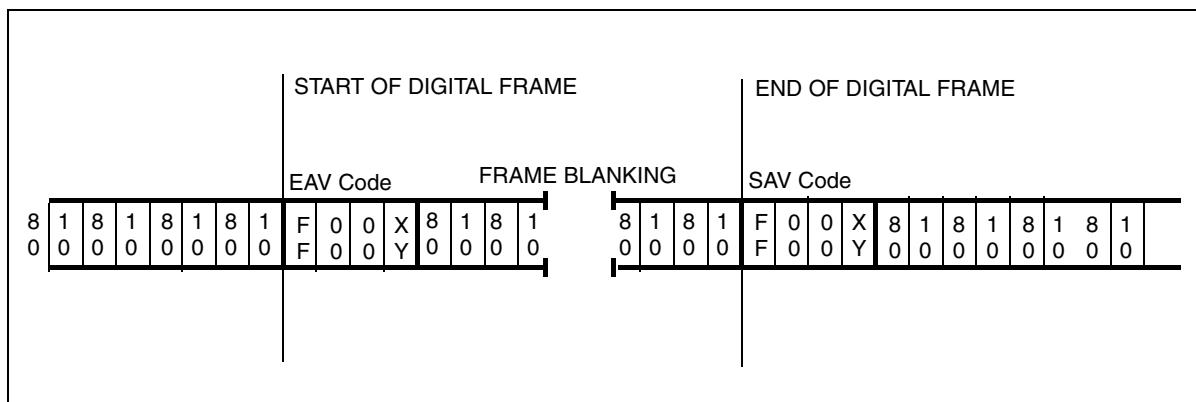 START OF DIGITAL FRAME
END OF DIGITAL FRAME
EAV Code
FRAME BLANKING
SAV Code
8 1 8 1 8 1 8 1 F 0 0 X 8 1 8 1 8 1 8 1 F 0 0 X 8 1 8 1 8 1 8 1
0 0 0 0 0 0 0 0 F 0 0 Y 0 0 0 0 0 0 0 0 F 0 0 Y 0 0 0 0 0 0 0 0